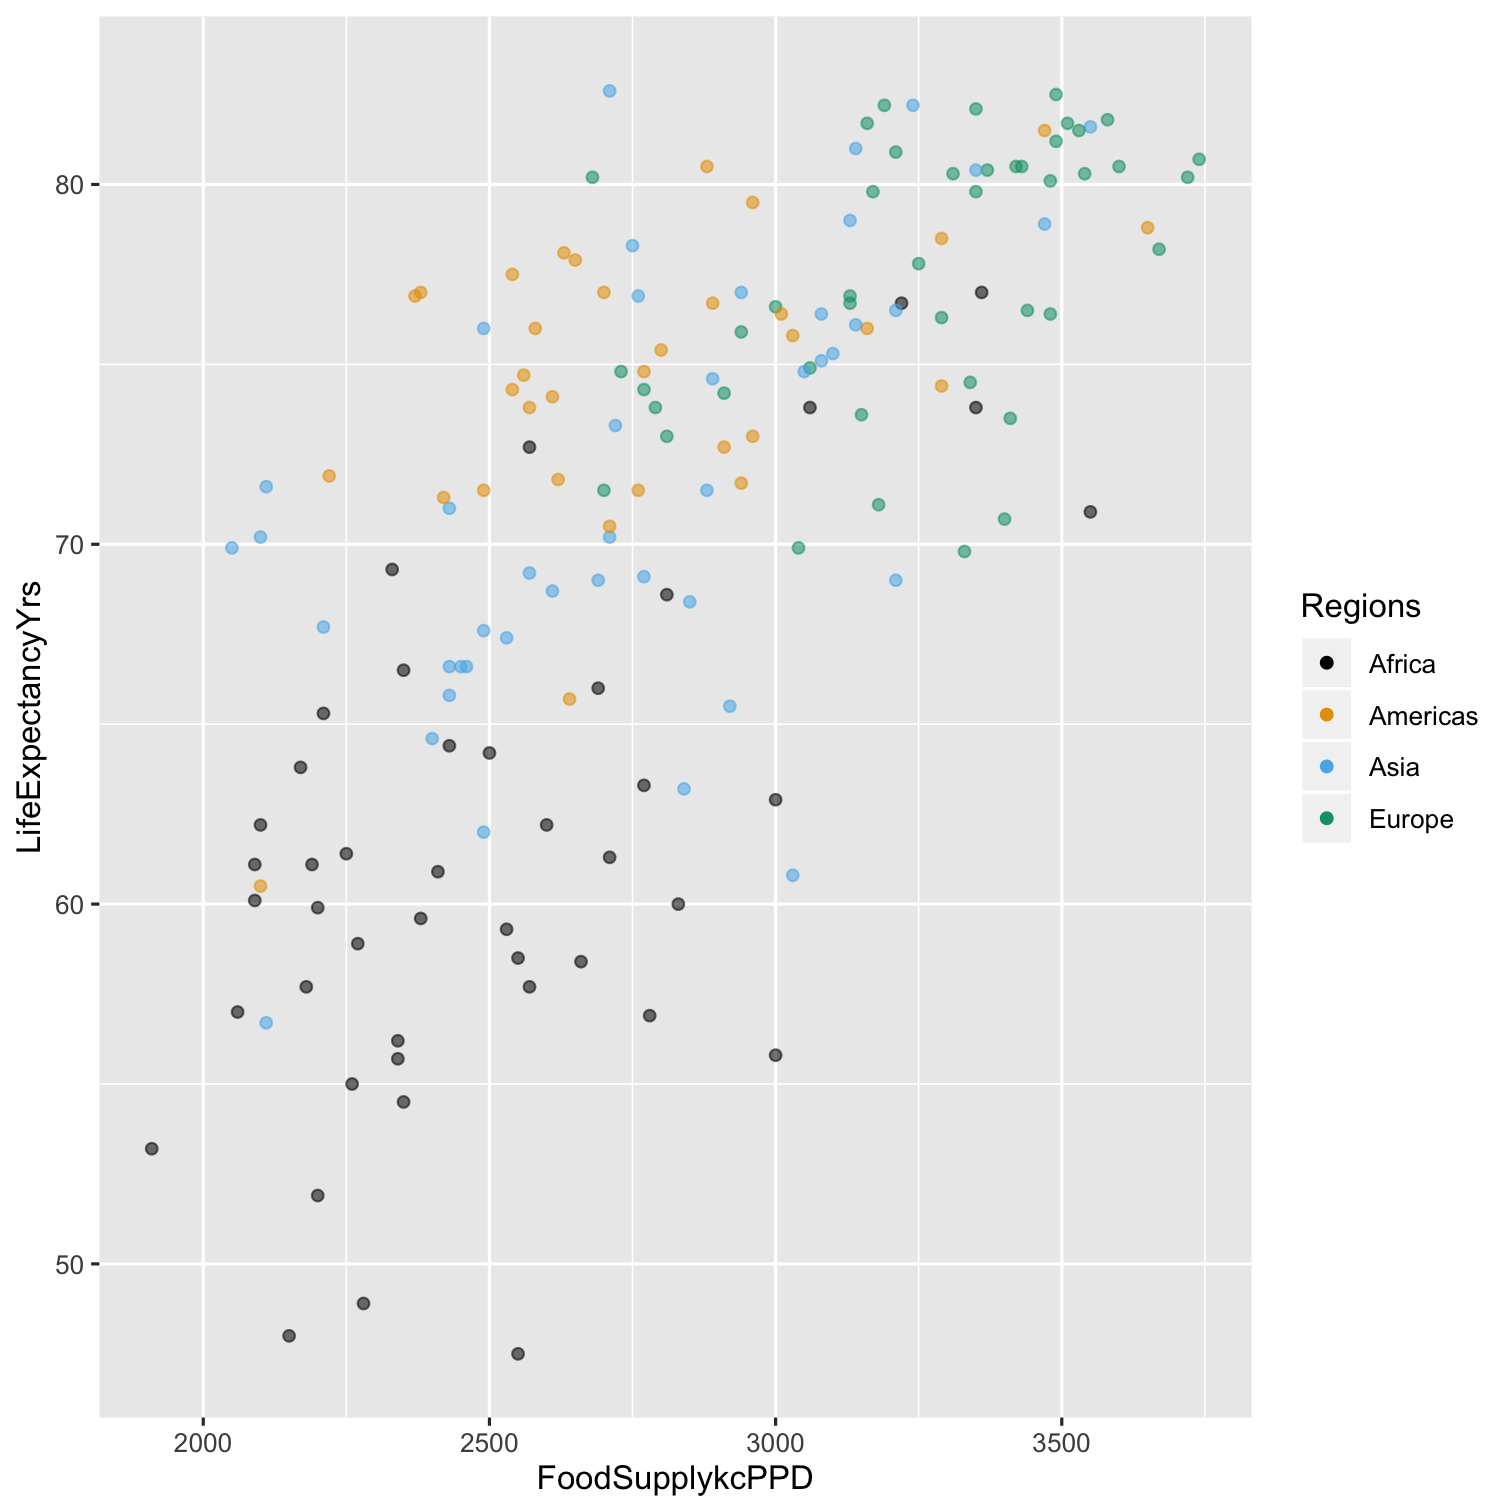 80
70
60
50
2000 2500 3000 3500
FoodSupplykcPPD
LifeExpectancyYrs
Regions
Africa
Americas
Asia
Europe